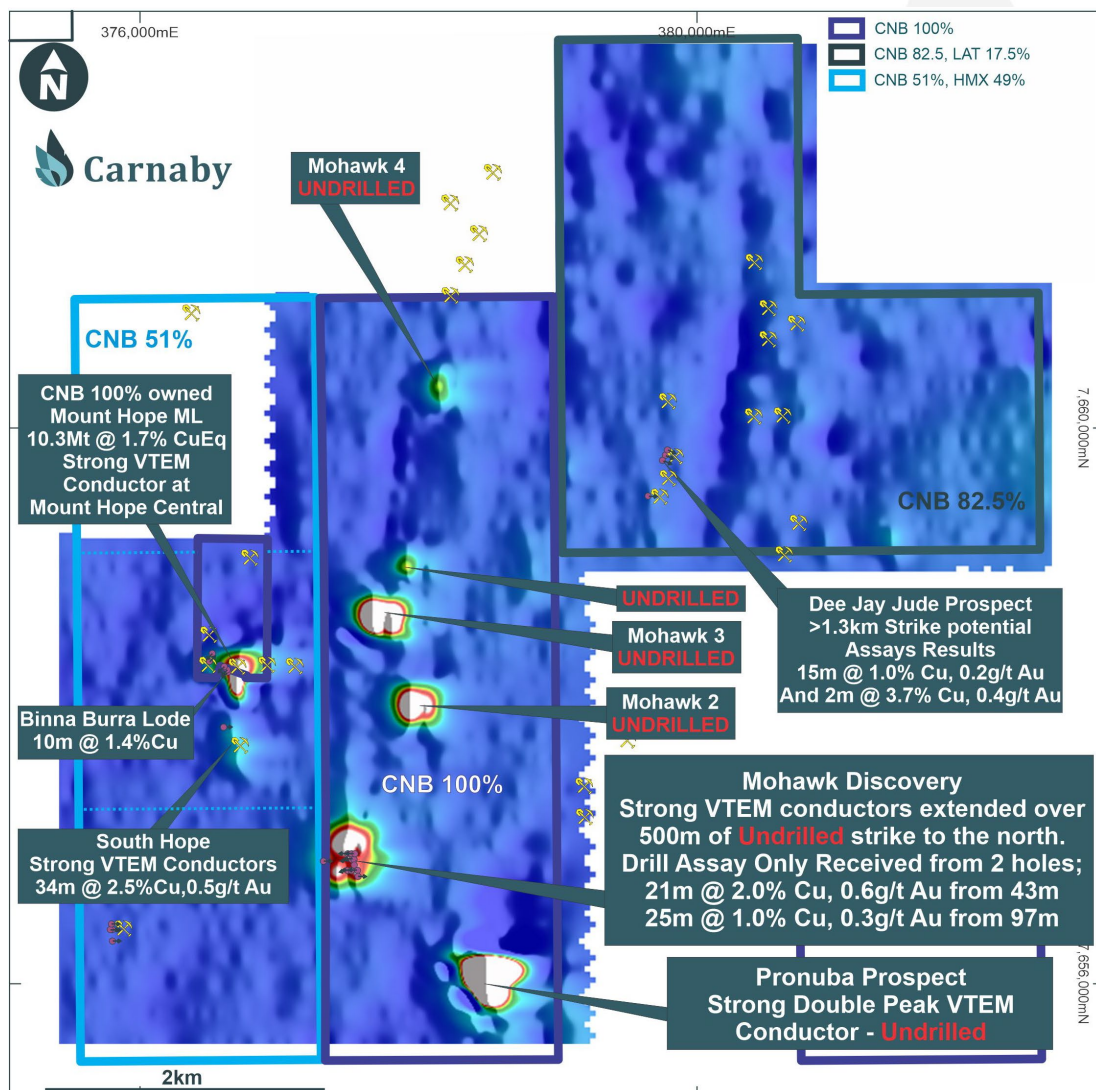 376,000mE
380,000mE
CNB 100%
CNB 82.5, LAT 17.5%
CNB 51%, HMX 49%
N
Carnaby
Mohawk 4
UNDRILLED
CNB 51%
CNB 100% owned
Mount Hope ML
10.3Mt @ 1.7% CuEq
Strong VTEM
Conductor at
Mount Hope Central
7,660,000mN
CNB 82.5%
UNDRILLED
Mohawk 3
UNDRILLED
Mohawk 2
UNDRILLED
Dee Jay Jude Prospect
>1.3km Strike potential
Assays Results
15m @ 1.0% Cu, 0.2g/t Au
And 2m @ 3.7% Cu, 0.4g/t Au
Binna Burra Lode
10m @ 1.4%Cu
CNB 100%
South Hope
Strong VTEM Conductors
34m @ 2.5%Cu,0.5g/t Au
Mohawk Discovery
Strong VTEM conductors extended over
500m of Undrilled strike to the north.
Drill Assay Only Received from 2 holes;
21m @ 2.0% Cu, 0.6g/t Au from 43m
25m @ 1.0% Cu, 0.3g/t Au from 97m
7,656,000mN
Pronuba Prospect
Strong Double Peak VTEM
Conductor - Undrilled
2km